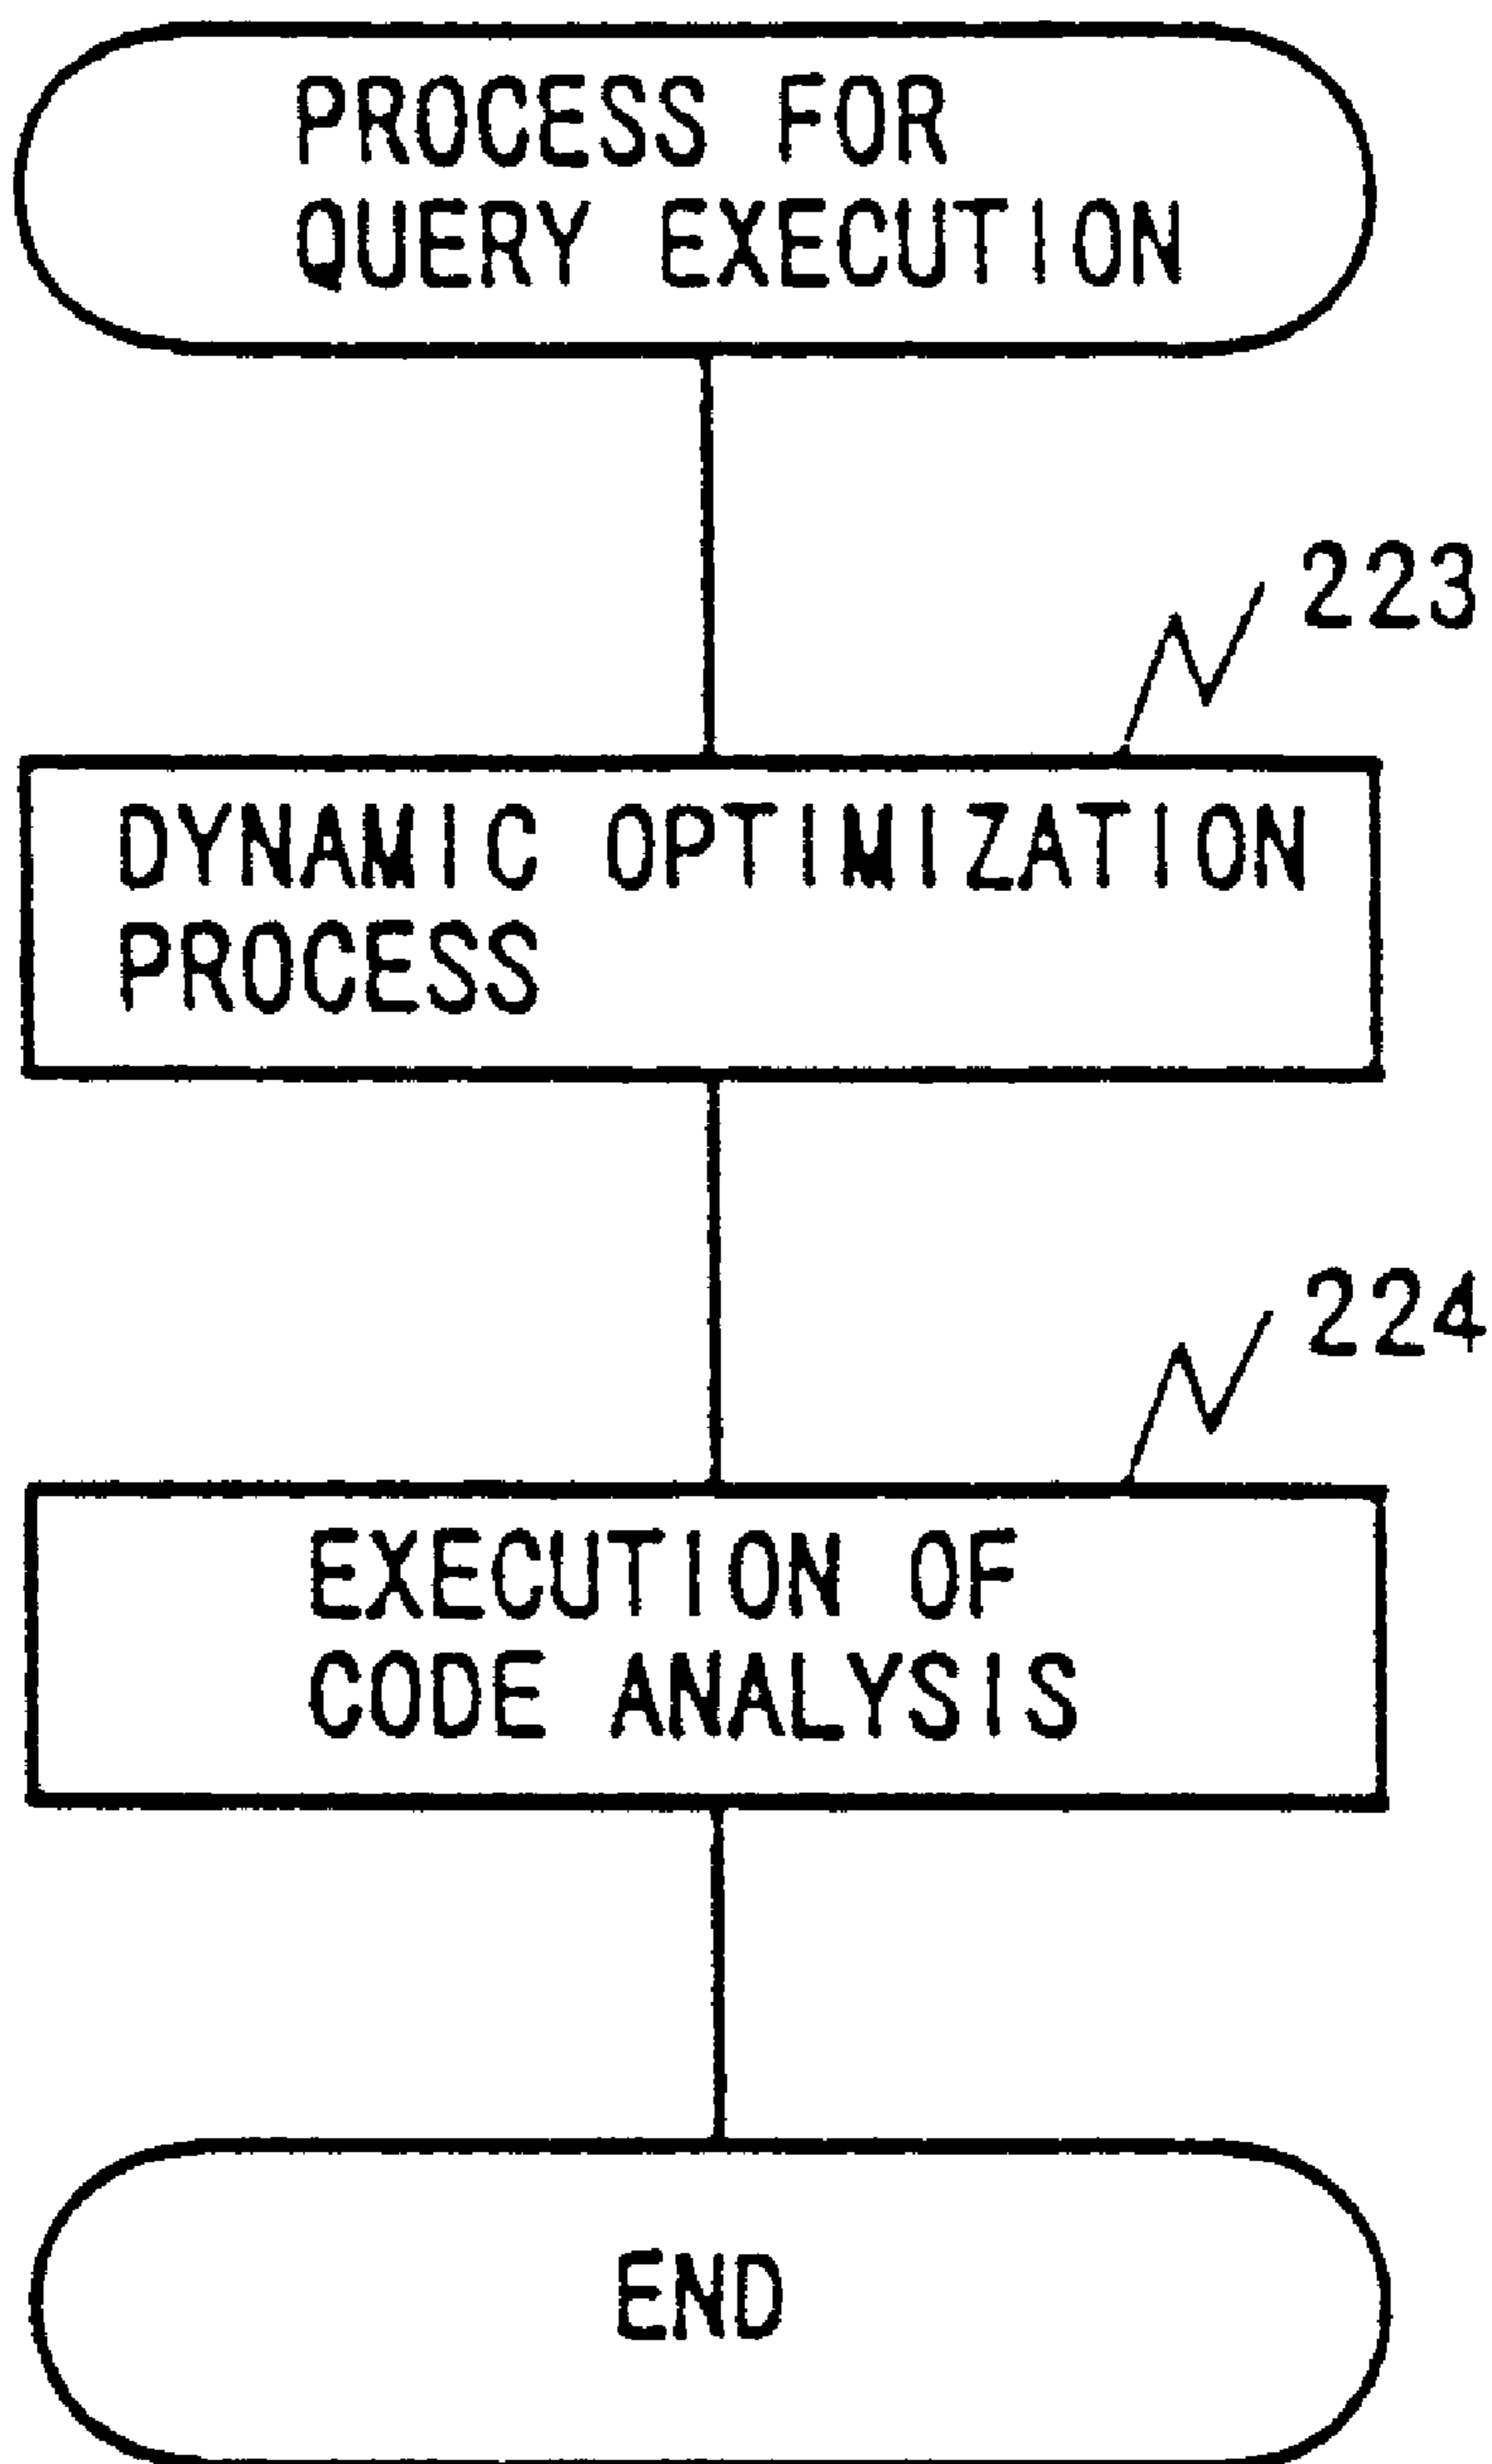 PROCESS FOR
QUERY EXECUTION
223
DYNAMIC OPTIMIZATION
PROCESS
224
EXECUTION OF
CODE ANALYSIS
END